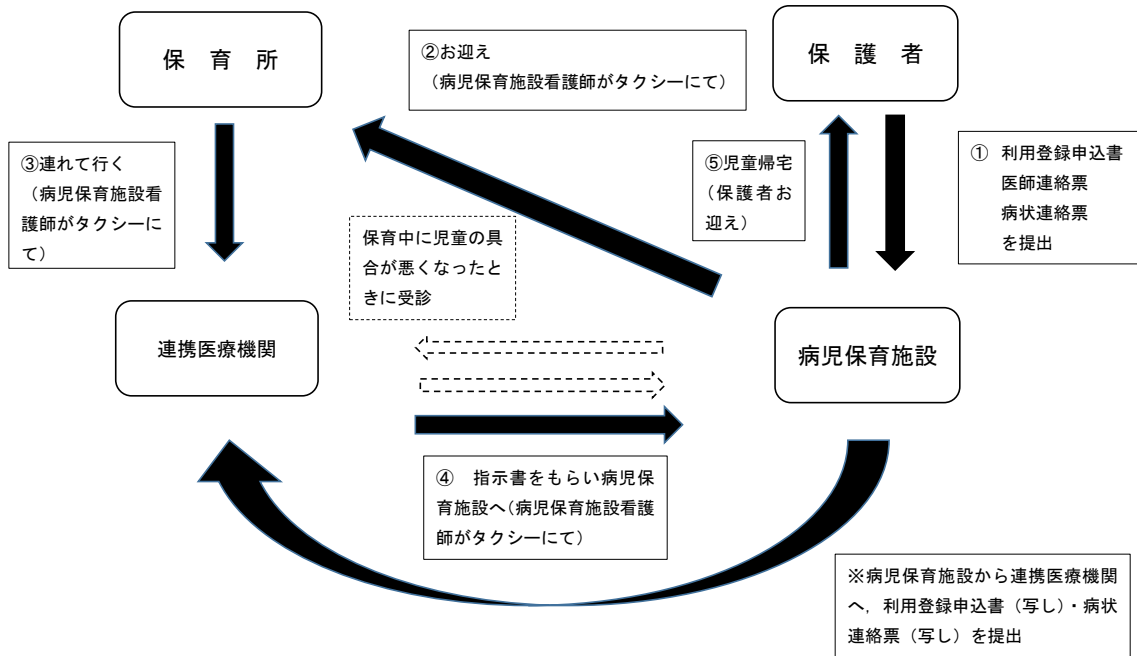 保　育　所
②お迎え
（病児保育施設看護師がタクシーにて）
保　護　者
③連れて行く
（病児保育施設看
護師がタクシーに
て）
⑤児童帰宅
（保護者お
迎え）
①　利用登録申込書
医師連絡票
病状連絡票
を提出
保育中に児童の具
合が悪くなったと
きに受診
連携医療機関
病児保育施設
④　指示書をもらい病児保
育施設へ（病児保育施設看護
師がタクシーにて）
※病児保育施設から連携医療機関
へ，利用登録申込書（写し）・病状
連絡票（写し）を提出